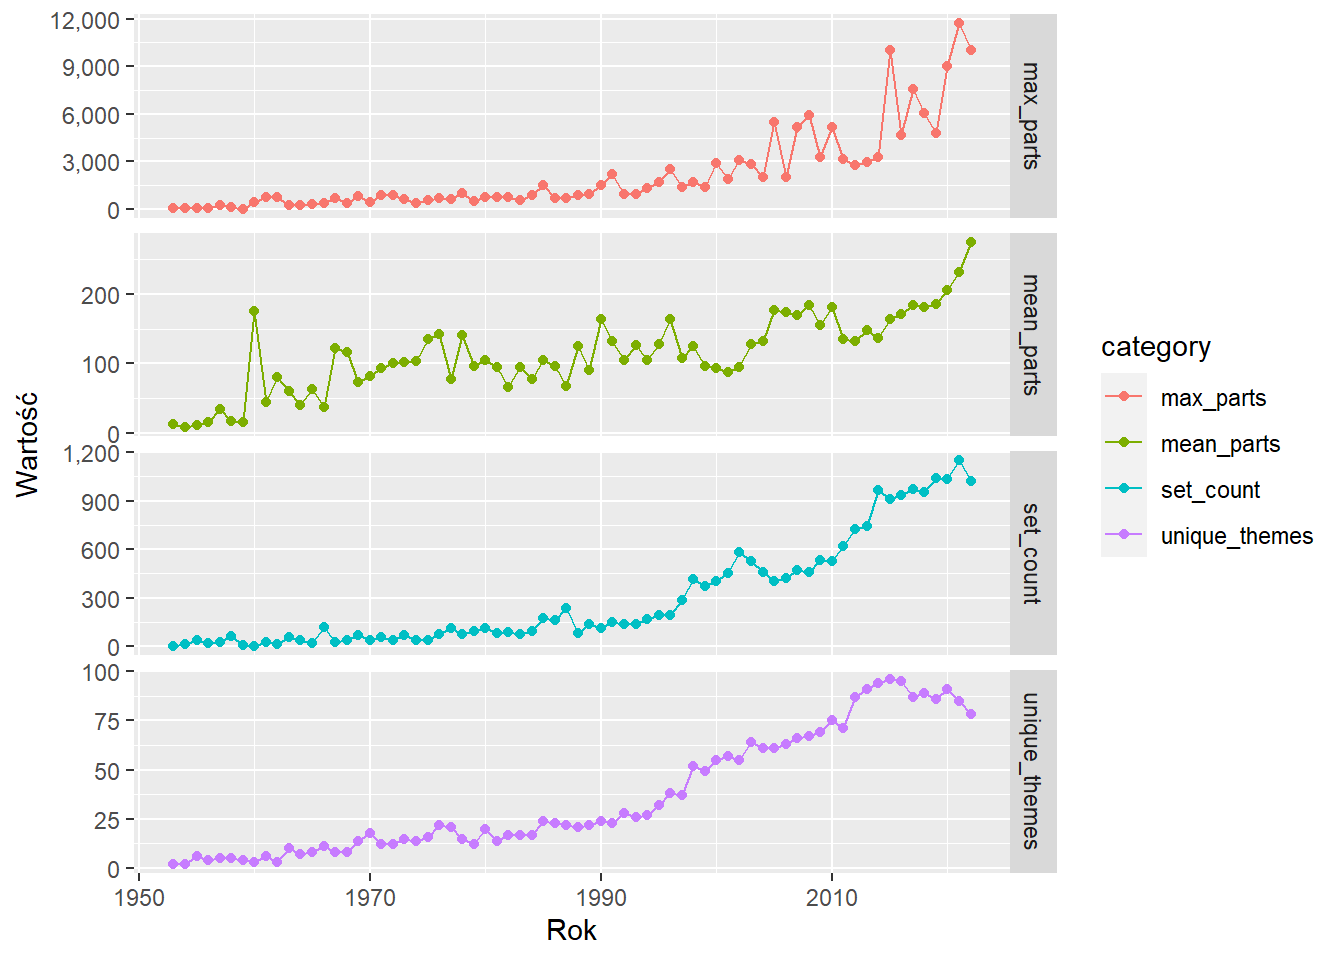 12,000
9,000
6,000
3,000
0
max_parts
200
100
0
mean_parts
1,200
900
600
300
0
set_count
100
75
50
25
0
unique_themes
1950
1970
1990
2010
Rok
Wartość
category
max_parts
mean_parts
set_count
unique_themes